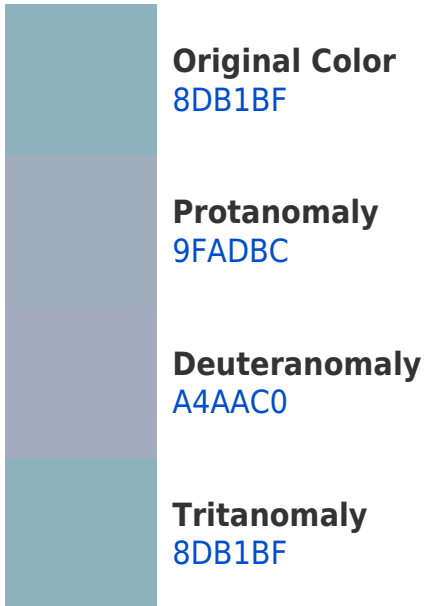 Original Color
8DB1BF
Protanomaly
9FADBC
Deuteranomaly
A4AAC0
Tritanomaly
8DB1BF